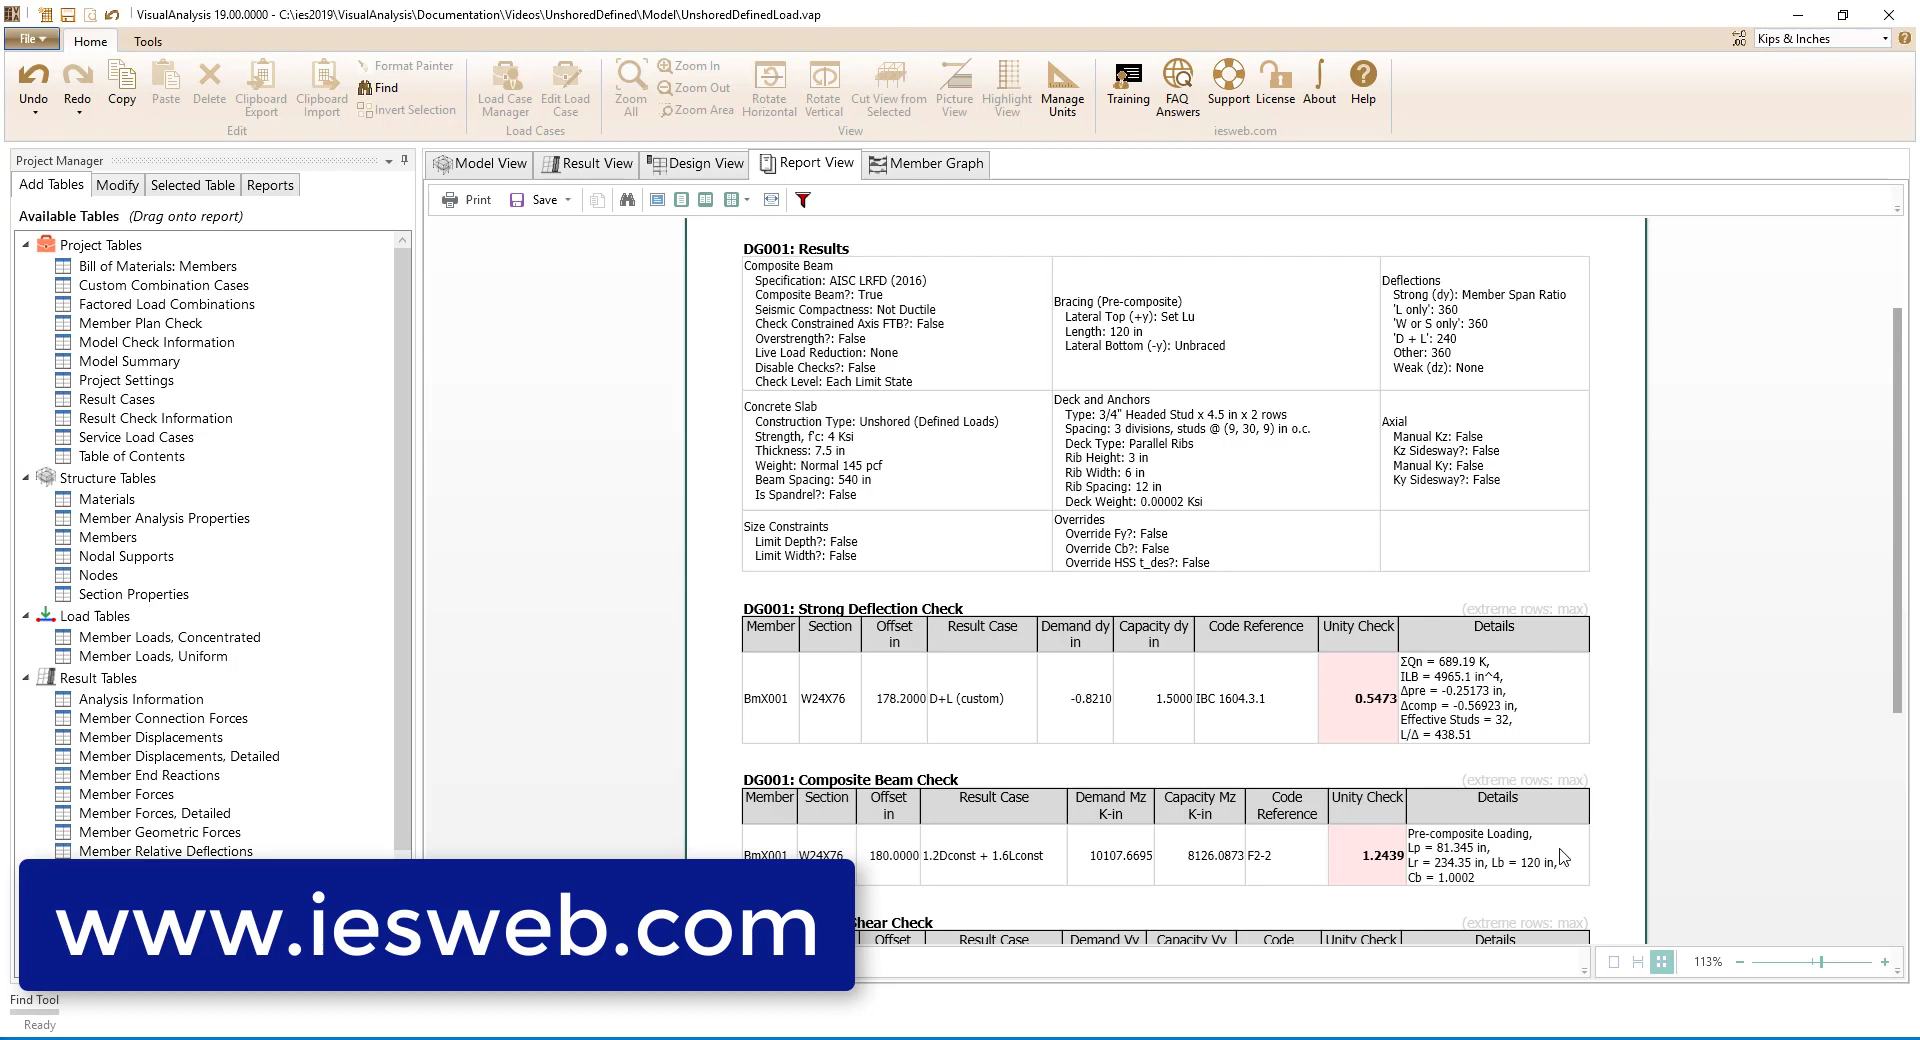 VisualAnalysis 19.00.0000 - C:\ies2019\VisualAnalysis\Documentation\Videos\UnshoredDefined\Model\UnshoredDefinedLoad.vap
File Home Tools
Kips & Inches
Undo Redo Copy Paste Delete Clipboard Export Clipboard Import
Format Painter
Find
Invert Selection
Edit
Load Case Manager Edit Load Case
Load Cases
Zoom All
Zoom In
Zoom Out
Zoom Area
Rotate Horizontal Rotate Vertical Cut View from Selected Picture View Highlight View Manage Units
View
Training FAQ Answers Support License About Help
iesweb.com
Project Manager
Add Tables Modify Selected Table Reports
Available Tables (Drag onto report)
Project Tables
Bill of Materials: Members
Custom Combination Cases
Factored Load Combinations
Member Plan Check
Model Check Information
Model Summary
Project Settings
Result Cases
Result Check Information
Service Load Cases
Table of Contents
Structure Tables
Materials
Member Analysis Properties
Members
Nodal Supports
Nodes
Section Properties
Load Tables
Member Loads, Concentrated
Member Loads, Uniform
Result Tables
Analysis Information
Member Connection Forces
Member Displacements
Member Displacements, Detailed
Member End Reactions
Member Forces
Member Forces, Detailed
Member Geometric Forces
Member Relative Deflections
Model View Result View Design View Report View Member Graph
Print Save
DG001: Results
Composite Beam
Specification: AISC LRFD (2016)
Composite Beam?: True
Seismic Compactness: Not Ductile
Check Constrained Axis FTB?: False
Overstrength?: False
Live Load Reduction: None
Disable Checks?: False
Check Level: Each Limit State
Bracing (Pre-composite)
Lateral Top (+y): Set Lu
Length: 120 in
Lateral Bottom (-y): Unbraced
Deflections
Strong (dy): Member Span Ratio
'L only': 360
'W or S only': 360
'D + L': 240
Other: 360
Weak (dz): None
Concrete Slab
Construction Type: Unshored (Defined Loads)
Strength, f'c: 4 Ksi
Thickness: 7.5 in
Weight: Normal 145 pcf
Beam Spacing: 540 in
Is Spandrel?: False
Deck and Anchors
Type: 3/4" Headed Stud x 4.5 in x 2 rows
Spacing: 3 divisions, studs @ (9, 30, 9) in o.c.
Deck Type: Parallel Ribs
Rib Height: 3 in
Rib Width: 6 in
Rib Spacing: 12 in
Deck Weight: 0.00002 Ksi
Axial
Manual Kz: False
Kz Sidesway?: False
Manual Ky: False
Ky Sidesway?: False
Size Constraints
Limit Depth?: False
Limit Width?: False
Overrides
Override Fy?: False
Override Cb?: False
Override HSS t_des?: False
DG001: Strong Deflection Check (extreme rows: max)
Member Section Offset in Result Case Demand dy in Capacity dy in Code Reference Unity Check Details
BmX001 W24X76 178.2000 D+L (custom) -0.8210 1.5000 IBC 1604.3.1 0.5473
ΣQn = 689.19 K,
ILB = 4965.1 in^4,
Δpre = -0.25173 in,
Δcomp = -0.56923 in,
Effective Studs = 32,
L/Δ = 438.51
DG001: Composite Beam Check (extreme rows: max)
Member Section Offset in Result Case Demand Mz K-in Capacity Mz K-in Code Reference Unity Check Details
BmX001 W24X76 180.0000 1.2Dconst + 1.6Lconst 10107.6695 8126.0873 F2-2 1.2439
Pre-composite Loading,
Lp = 81.345 in,
Lr = 234.35 in, Lb = 120 in,
Cb = 1.0002
Shear Check (extreme rows: max)
Offset Result Case Demand Vy Capacity Vy Code Unity Check Details
www.iesweb.com
113%
Find Tool
Ready